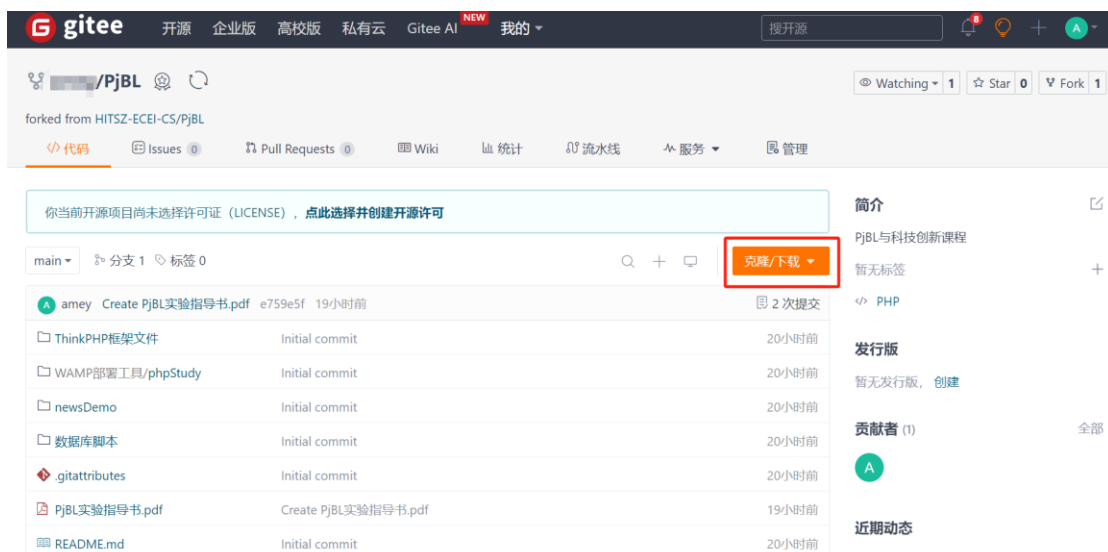 G gitee 开源 企业版 高校版 私有云 Gitee AI NEW 我的 搜开源 8 A
/PjBL Watching 1 Star 0 Fork 1
forked from HITSZ-ECEI-CS/PjBL
</> 代码 Issues 0 Pull Requests 0 Wiki 统计 流水线 服务 管理
你当前开源项目尚未选择许可证（LICENSE），点此选择并创建开源许可
main 分支 1 标签 0 克隆/下载
A amey Create PjBL实验指导书.pdf e759e5f 19小时前 2 次提交
ThinkPHP框架文件 Initial commit 20小时前
WAMP部署工具/phpStudy Initial commit 20小时前
newsDemo Initial commit 20小时前
数据库脚本 Initial commit 20小时前
.gitattributes Initial commit 20小时前
PjBL实验指导书.pdf Create PjBL实验指导书.pdf 19小时前
README.md Initial commit 20小时前
简介
PjBL与科技创新课程
暂无标签
</> PHP
发行版
暂无发行版，创建
贡献者 (1) 全部
A
近期动态